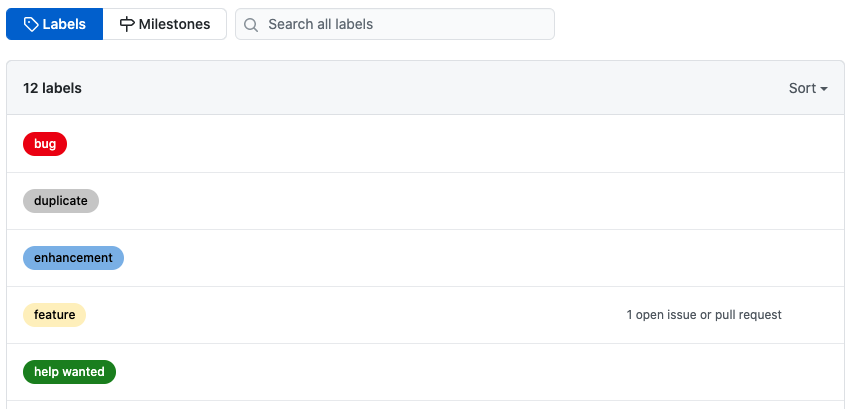 Labels Milestones Search all labels
12 labels Sort
bug
duplicate
enhancement
feature 1 open issue or pull request
help wanted